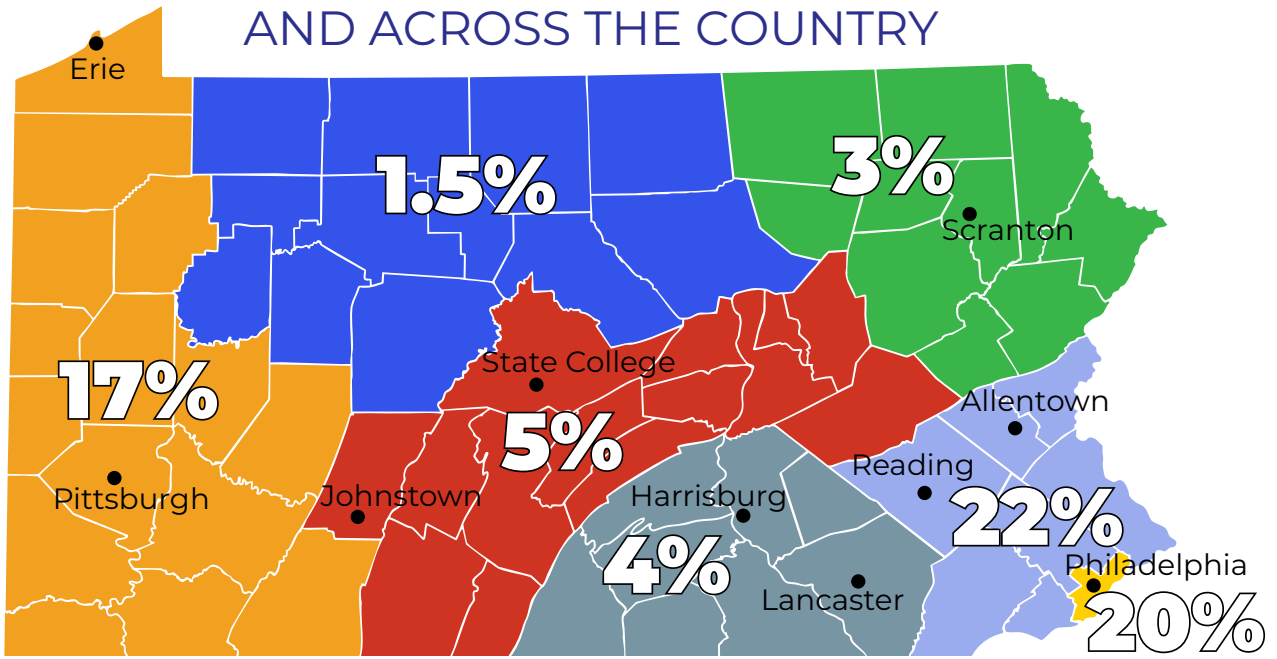 AND ACROSS THE COUNTRY
Erie
1.5%
3%
Scranton
State College
17%
Allentown
5%
Reading
Pittsburgh
Johnstown
Harrisburg
22%
4%
Philadelphia
Lancaster
20%